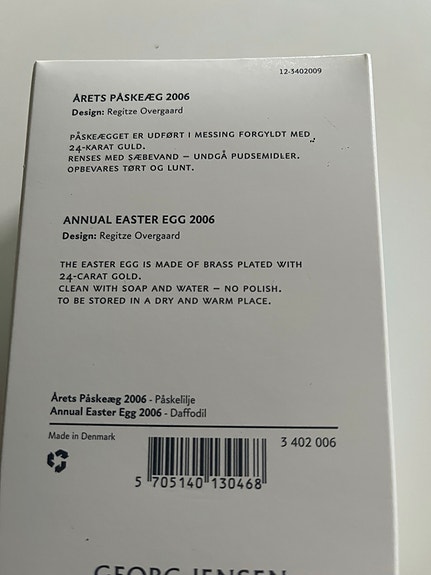 12-3402009
ÅRETS PÅSKEÆG 2006
Design: Regitze Overgaard
PÅSKEÆGGET ER UDFØRT I MESSING FORGYLDT MED
24-KARAT GULD.
RENSES MED SÆBEVAND – UNDGÅ PUDSEMIDLER.
OPBEVARES TØRT OG LUNT.
ANNUAL EASTER EGG 2006
Design: Regitze Overgaard
THE EASTER EGG IS MADE OF BRASS PLATED WITH
24-CARAT GOLD.
CLEAN WITH SOAP AND WATER – NO POLISH.
TO BE STORED IN A DRY AND WARM PLACE.
Årets Påskeæg 2006 - Påskelilje
Annual Easter Egg 2006 - Daffodil
Made in Denmark
3 402 006
5 705140 130468
GEORG JENSEN